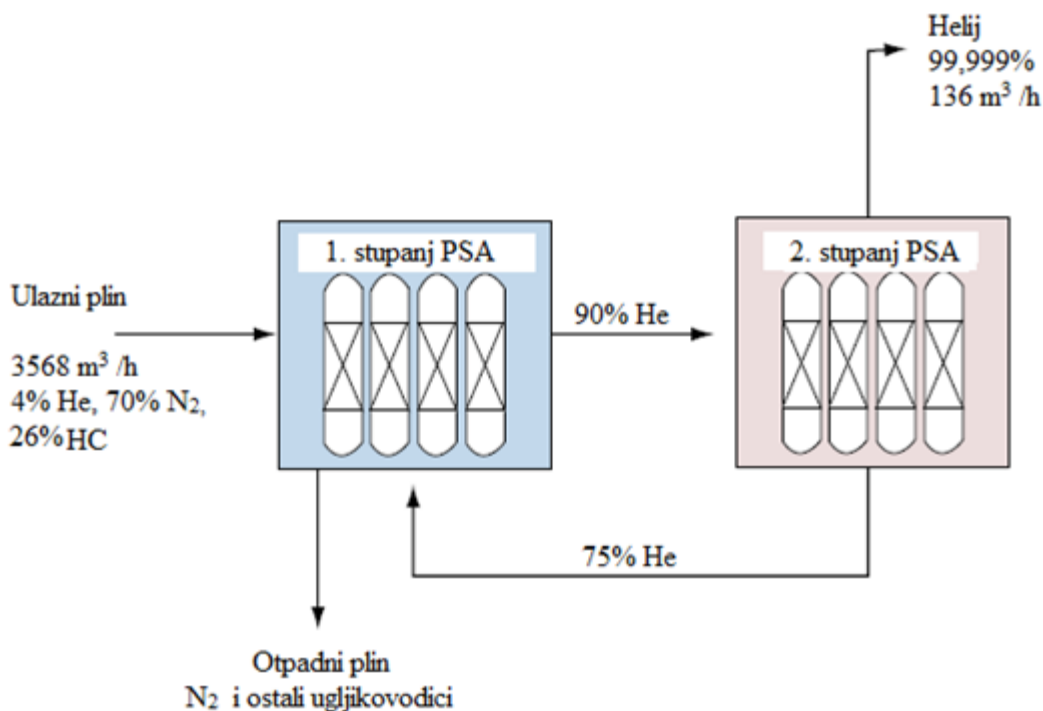 Helij
99,999%
136 m³ /h
1. stupanj PSA
2. stupanj PSA
Ulazni plin
3568 m³ /h
4% He, 70% N₂,
26% HC
90% He
75% He
Otpadni plin
N₂ i ostali ugljikovodici